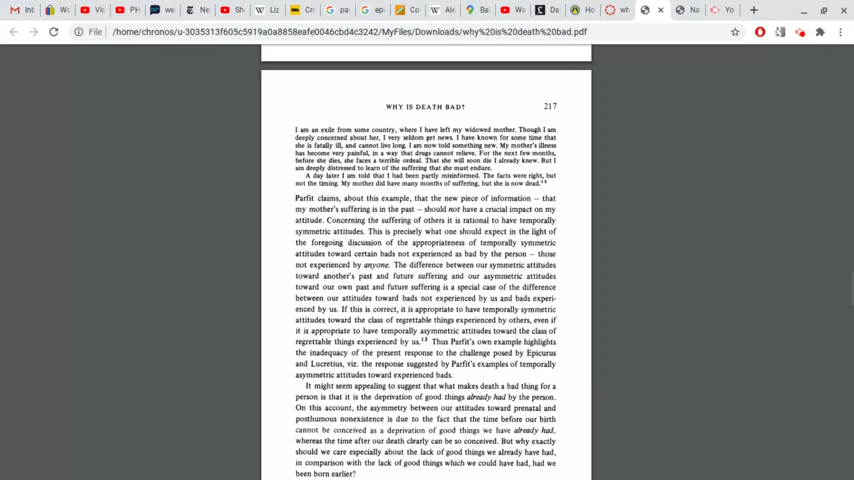 Int
Wo
Vic
PH
we
Ne
Sh
Liz
Cri
pa
epi
Co
Ale
Ba
Wa
Da
Ho
wh
Na
Yo
File | /home/chronos/u-3035313f605c5919a0a8858eafe0046cbd4c3242/MyFiles/Downloads/why%20is%20death%20bad.pdf
WHY IS DEATH BAD? 217
I am an exile from some country, where I have left my widowed mother. Though I am
deeply concerned about her, I very seldom get news. I have known for some time that
she is fatally ill, and cannot live long. I am now told something new. My mother's illness
has become very painful, in a way that drugs cannot relieve. For the next few months,
before she dies, she faces a terrible ordeal. That she will soon die I already knew. But I
am deeply distressed to learn of the suffering that she must endure.
A day later I am told that I had been partly misinformed. The facts were right, but
not the timing. My mother did have many months of suffering, but she is now dead.
Parfit claims, about this example, that the new piece of information – that
my mother's suffering is in the past – should not have a crucial impact on my
attitude. Concerning the suffering of others it is rational to have temporally
symmetric attitudes. This is precisely what one should expect in the light of
the foregoing discussion of the appropriateness of temporally symmetric
attitudes toward certain bads not experienced as bad by the person – those
not experienced by anyone. The difference between our symmetric attitudes
toward another's past and future suffering and our asymmetric attitudes
toward our own past and future suffering is a special case of the difference
between our attitudes toward bads not experienced by us and bads experi-
enced by us. If this is correct, it is appropriate to have temporally symmetric
attitudes toward the class of regrettable things experienced by others, even if
it is appropriate to have temporally asymmetric attitudes toward the class of
regrettable things experienced by us.13 Thus Parfit's own example highlights
the inadequacy of the present response to the challenge posed by Epicurus
and Lucretius, viz. the response suggested by Parfit's examples of temporally
asymmetric attitudes toward experienced bads.
It might seem appealing to suggest that what makes death a bad thing for a
person is that it is the deprivation of good things already had by the person.
On this account, the asymmetry between our attitudes toward prenatal and
posthumous nonexistence is due to the fact that the time before our birth
cannot be conceived as a deprivation of good things we have already had,
whereas the time after our death clearly can be so conceived. But why exactly
should we care especially about the lack of good things we already have had,
in comparison with the lack of good things which we could have had, had we
been born earlier?